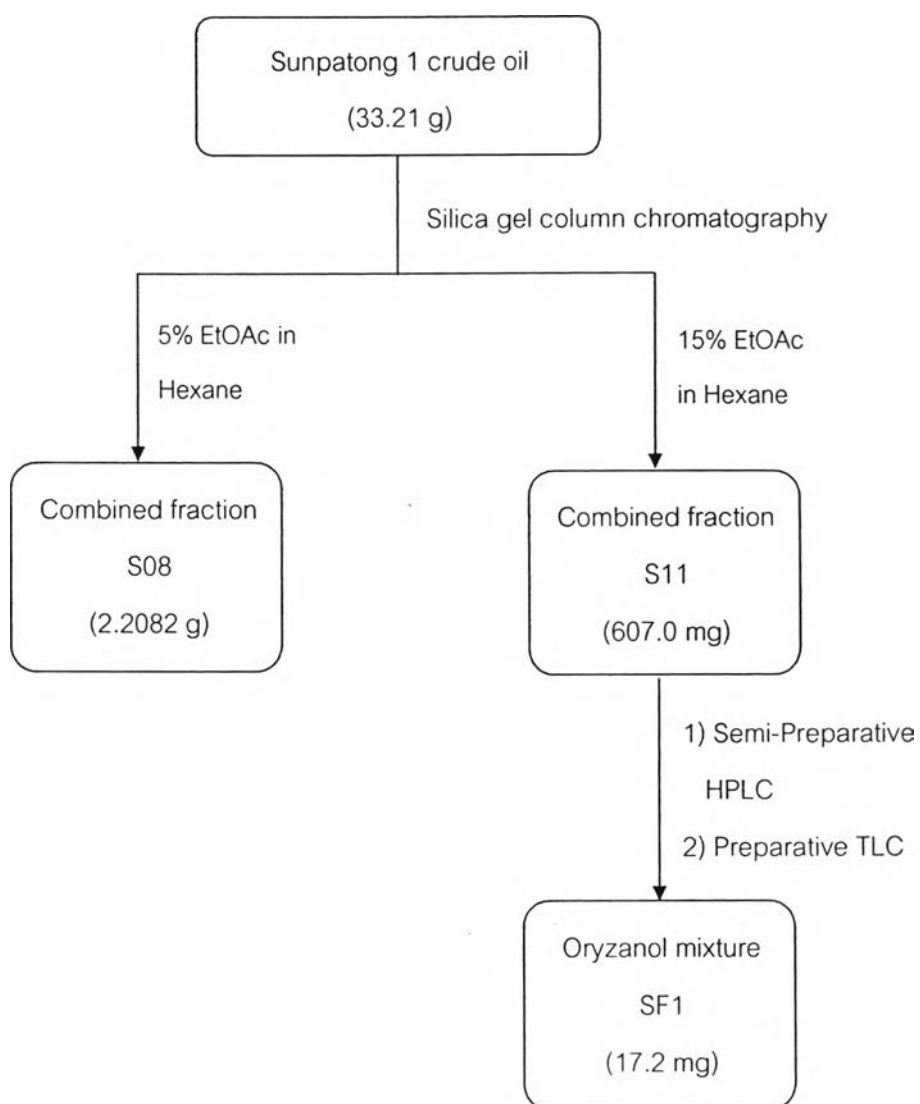 Sunpatong 1 crude oil
(33.21 g)
Silica gel column chromatography
5% EtOAc in
Hexane
15% EtOAc
in Hexane
Combined fraction
S08
(2.2082 g)
Combined fraction
S11
(607.0 mg)
1) Semi-Preparative
HPLC
2) Preparative TLC
Oryzanol mixture
SF1
(17.2 mg)